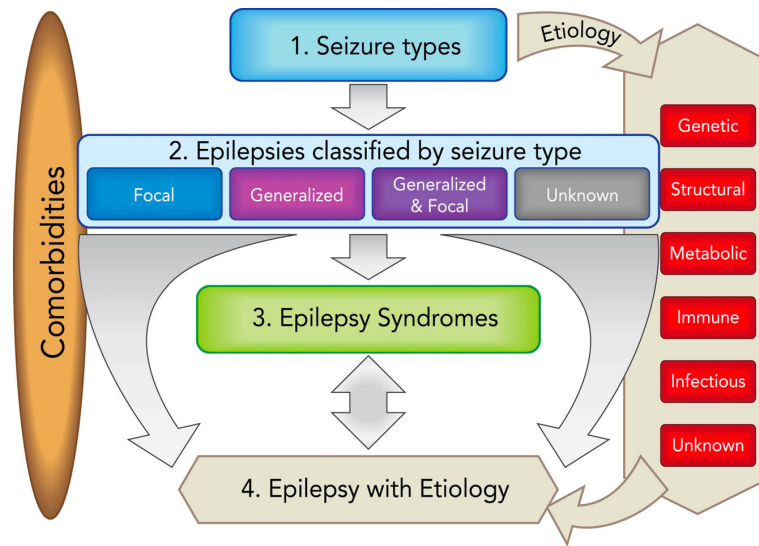 1. Seizure types
Etiology
Comorbidities
2. Epilepsies classified by seizure type
Focal
Generalized
Generalized
& Focal
Unknown
3. Epilepsy Syndromes
4. Epilepsy with Etiology
Genetic
Structural
Metabolic
Immune
Infectious
Unknown